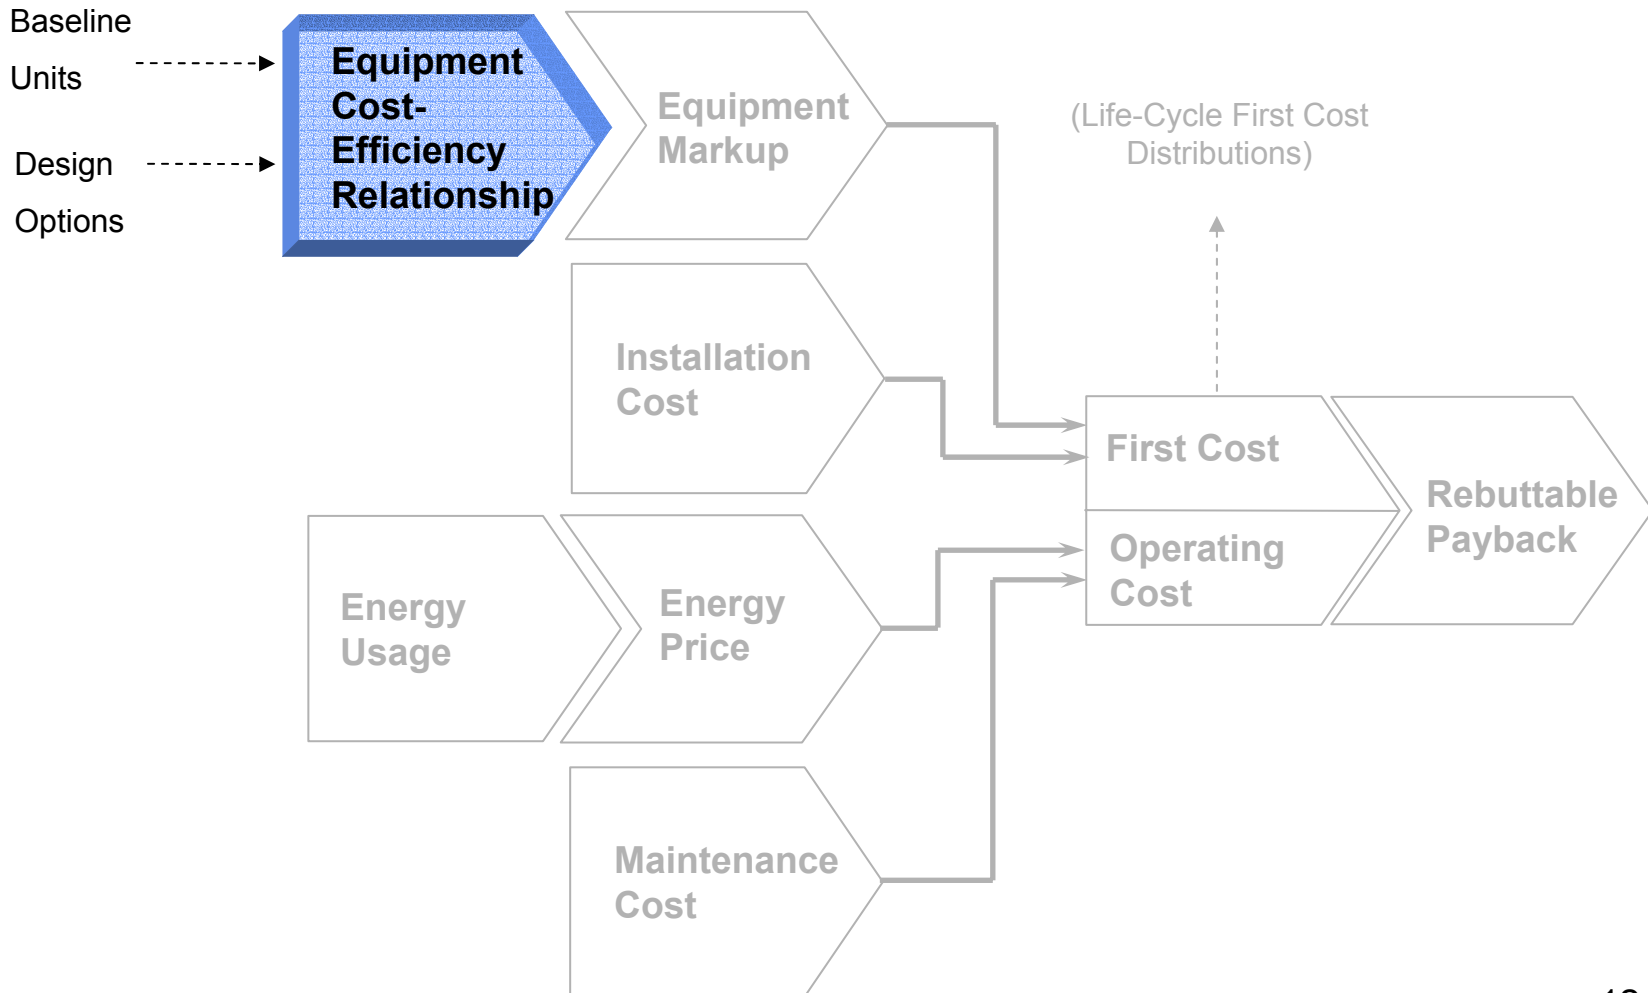 Baseline
Units
Design
Options
Equipment
Cost-
Efficiency
Relationship
Equipment
Markup
(Life-Cycle First Cost
Distributions)
Installation
Cost
First Cost
Operating
Cost
Rebuttable
Payback
Energy
Usage
Energy
Price
Maintenance
Cost